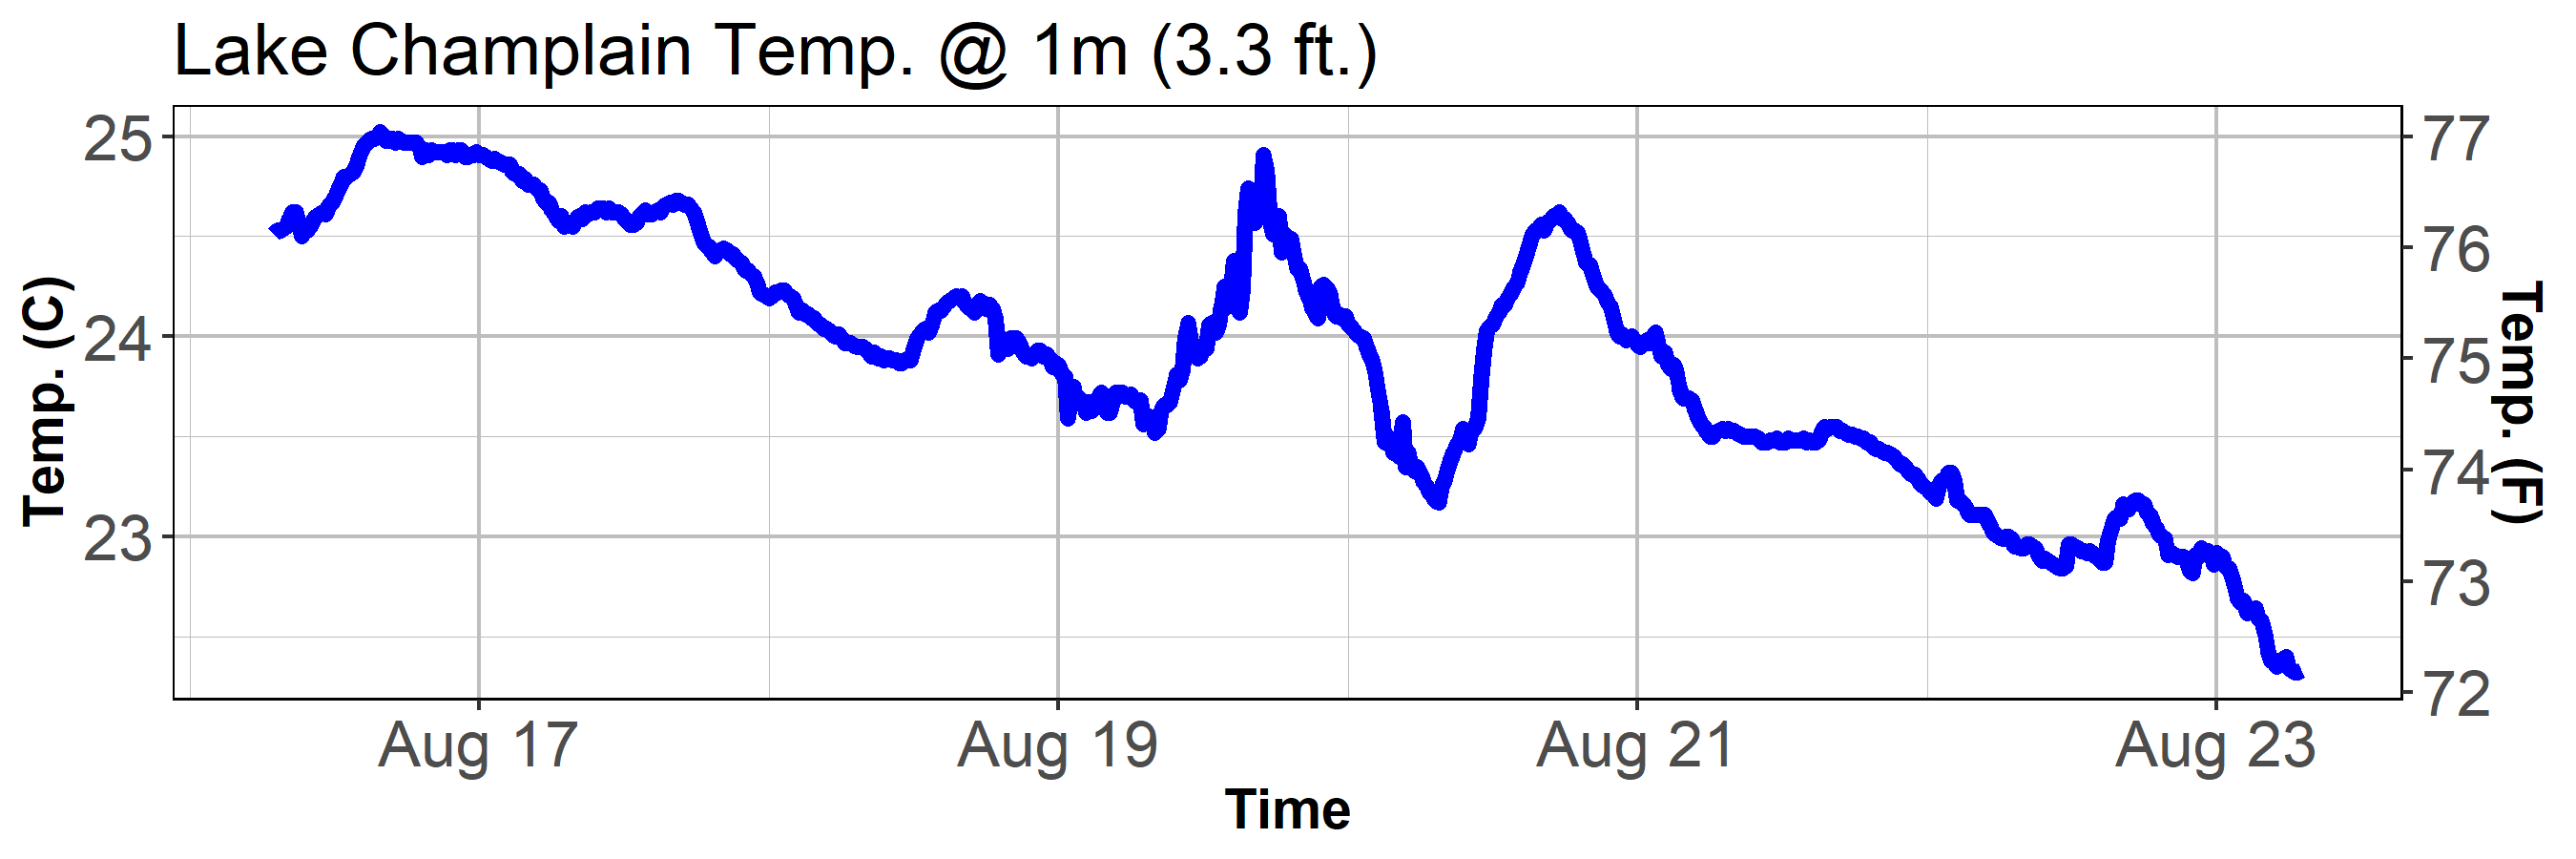 Lake Champlain Temp. @ 1m (3.3 ft.)
Temp. (C)
25
24
23
77
76
75
74
73
72
Temp. (F)
Aug 17 Aug 19 Aug 21 Aug 23
Time